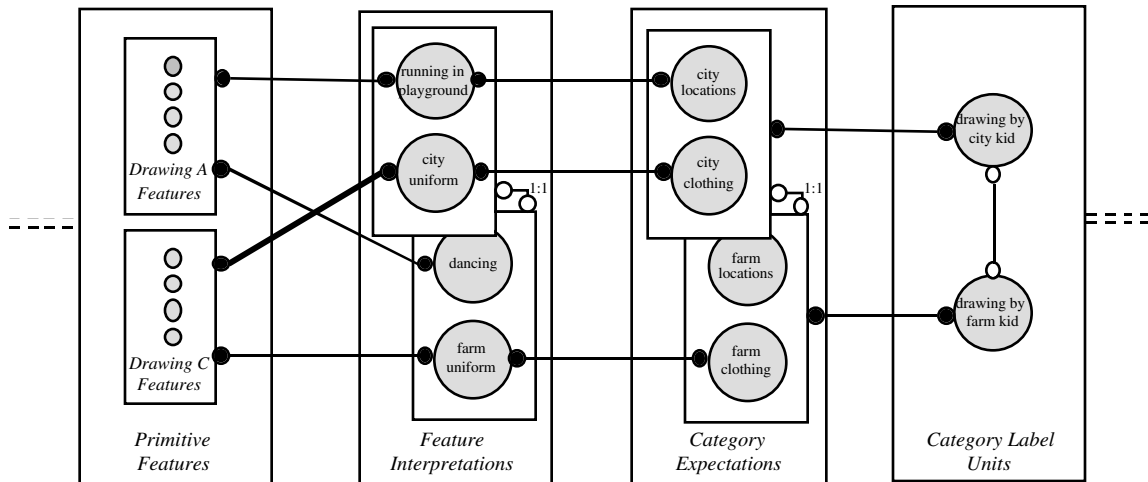 Drawing A
Features
Drawing C
Features
Primitive
Features
running in
playground
city
uniform
1:1
dancing
farm
uniform
Feature
Interpretations
city
locations
city
clothing
1:1
farm
locations
farm
clothing
Category
Expectations
drawing by
city kid
drawing by
farm kid
Category Label
Units